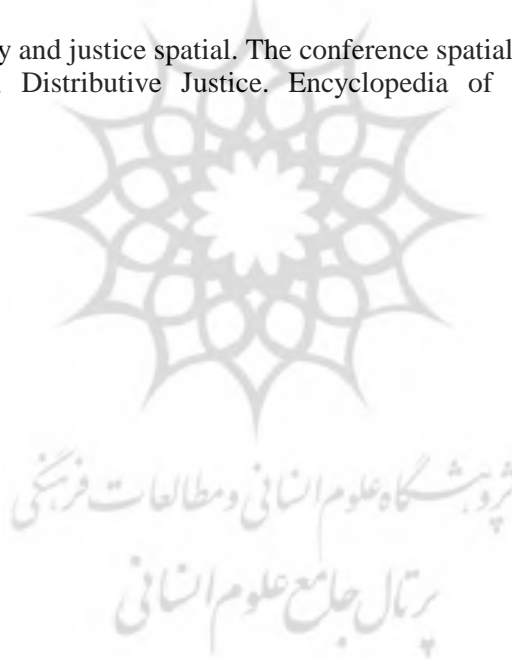 y and justice spatial. The conference spatial
Distributive Justice. Encyclopedia of
پژوهشگاه علوم انسانی و مطالعات فرهنگی
پرتال جامع علوم انسانی